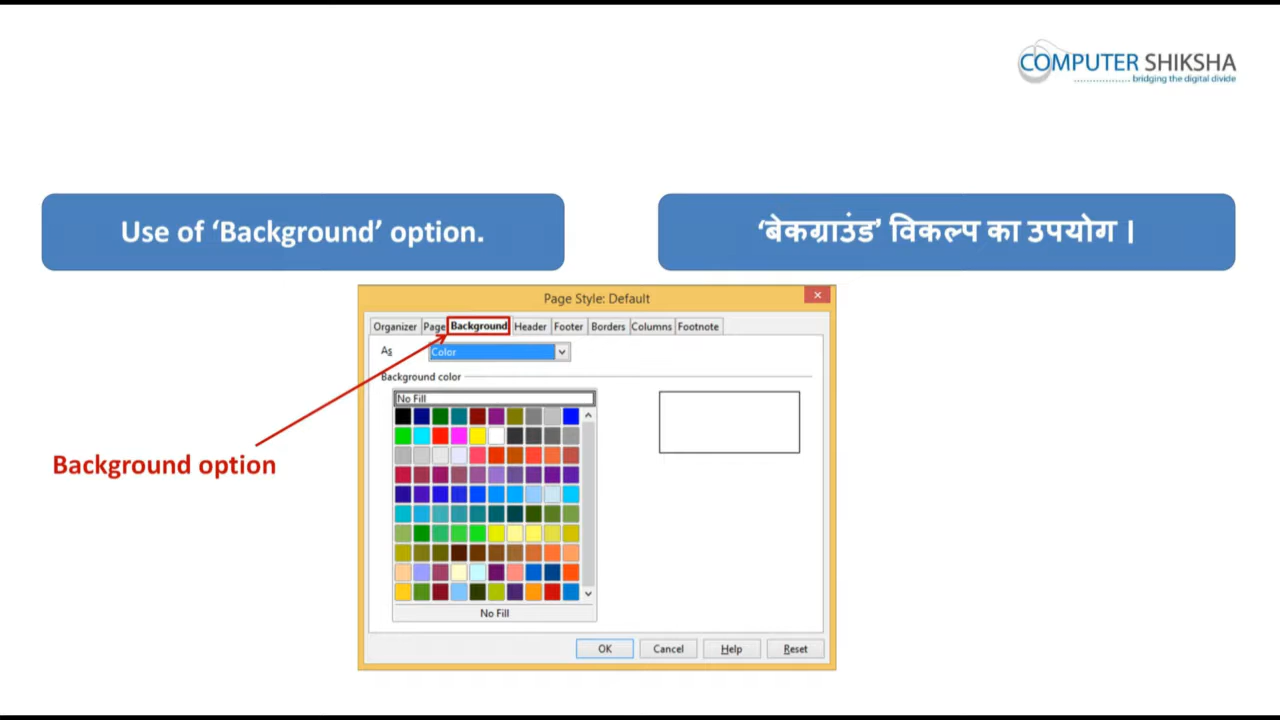 COMPUTER SHIKSHA
bridging the digital divide
Use of ‘Background’ option.
‘बेकग्राउंड’ विकल्प का उपयोग |
Page Style: Default
Organizer Page Background Header Footer Borders Columns Footnote
As Color
Background color
No Fill
Background option
No Fill
OK Cancel Help Reset